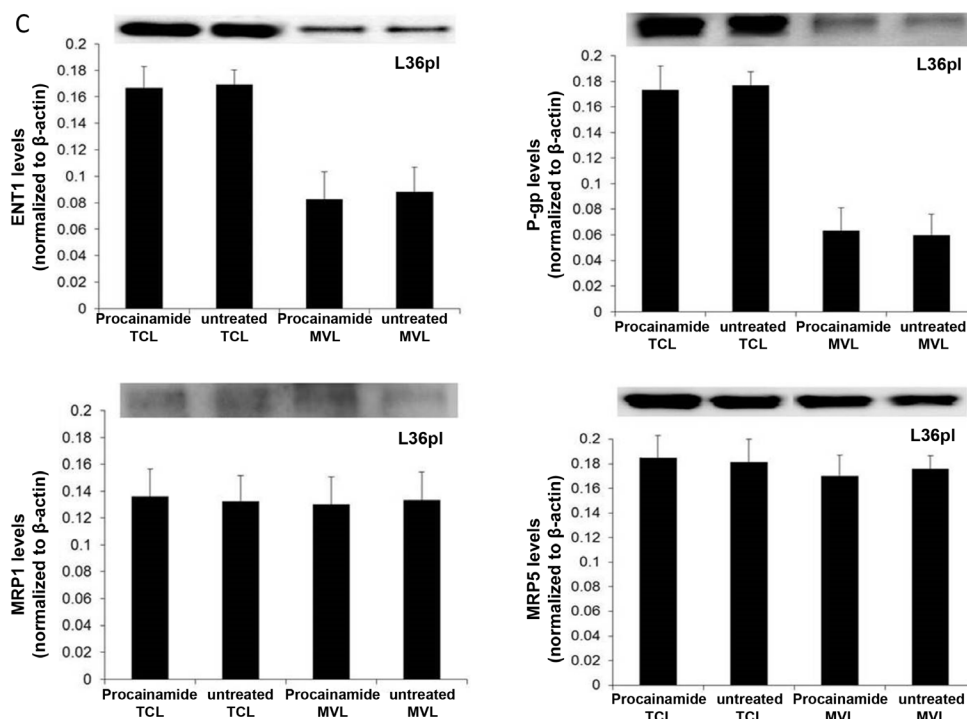 C
L36pl
ENT1 levels
(normalized to β-actin)
0.2
0.18
0.16
0.14
0.12
0.1
0.08
0.06
0.04
0.02
0
Procainamide TCL
untreated TCL
Procainamide MVL
untreated MVL
L36pl
P-gp levels
(normalized to β-actin)
0.2
0.18
0.16
0.14
0.12
0.1
0.08
0.06
0.04
0.02
0
Procainamide TCL
untreated TCL
Procainamide MVL
untreated MVL
L36pl
MRP1 levels
(normalized to β-actin)
0.2
0.18
0.16
0.14
0.12
0.1
0.08
0.06
0.04
0.02
0
Procainamide TCL
untreated TCL
Procainamide MVL
untreated MVL
L36pl
MRP5 levels
(normalized to β-actin)
0.2
0.18
0.16
0.14
0.12
0.1
0.08
0.06
0.04
0.02
0
Procainamide TCL
untreated TCL
Procainamide MVL
untreated MVL